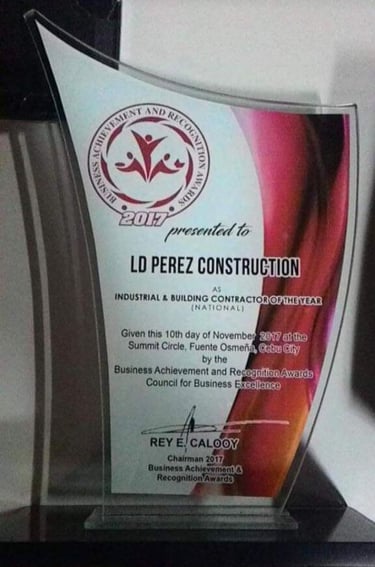 BUSINESS ACHIEVEMENT AND RECOGNITION AWARDS
2017
presented to
LD PEREZ CONSTRUCTION
AS
INDUSTRIAL & BUILDING CONTRACTOR OF THE YEAR
(NATIONAL)
Given this 10th day of November 2017 at the
Summit Circle, Fuente Osmeña, Cebu City
by the
Business Achievement and Recognition Awards
Council for Business Excellence
REY E. CALOOY
Chairman 2017
Business Achievement &
Recognition Awards